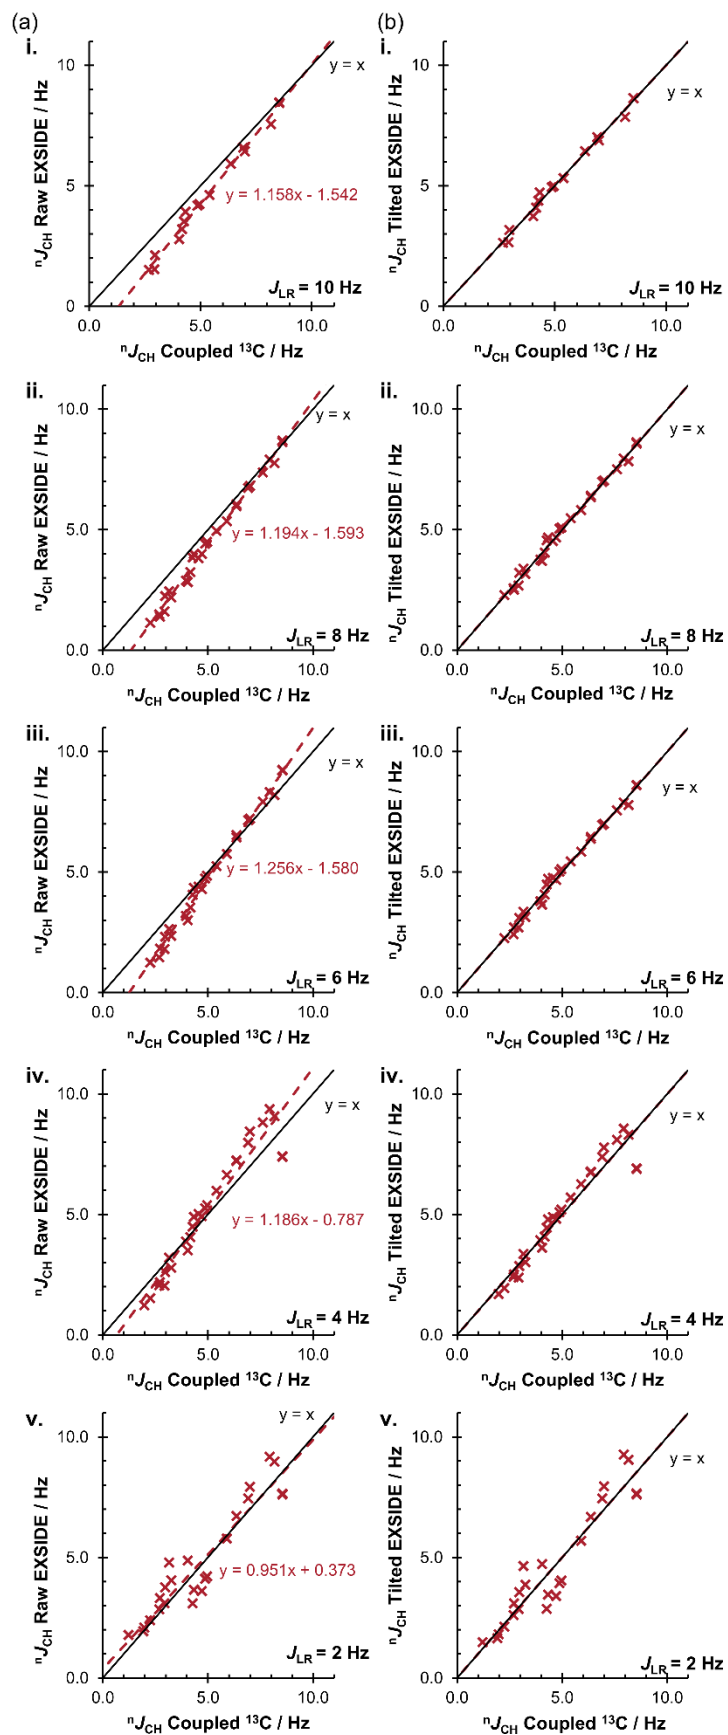 (a) (b)
i. i.
10 10
y = x y = x
ⁿJCH Raw EXSIDE / Hz ⁿJCH Tilted EXSIDE / Hz
5 5
y = 1.158x - 1.542
JLR = 10 Hz JLR = 10 Hz
0 0
0.0 5.0 10.0 0.0 5.0 10.0
ⁿJCH Coupled ¹³C / Hz ⁿJCH Coupled ¹³C / Hz
ii. ii.
10.0 10.0
y = x y = x
ⁿJCH Raw EXSIDE / Hz ⁿJCH Tilted EXSIDE / Hz
5.0 5.0
y = 1.194x - 1.593
JLR = 8 Hz JLR = 8 Hz
0.0 0.0
0.0 5.0 10.0 0.0 5.0 10.0
ⁿJCH Coupled ¹³C / Hz ⁿJCH Coupled ¹³C / Hz
iii. iii.
10.0 10.0
y = x y = x
ⁿJCH Raw EXSIDE / Hz ⁿJCH Tilted EXSIDE / Hz
5.0 5.0
y = 1.256x - 1.580
JLR = 6 Hz JLR = 6 Hz
0.0 0.0
0.0 5.0 10.0 0.0 5.0 10.0
ⁿJCH Coupled ¹³C / Hz ⁿJCH Coupled ¹³C / Hz
iv. iv.
10.0 10.0
y = x y = x
ⁿJCH Raw EXSIDE / Hz ⁿJCH Tilted EXSIDE / Hz
5.0 5.0
y = 1.186x - 0.787
JLR = 4 Hz JLR = 4 Hz
0.0 0.0
0.0 5.0 10.0 0.0 5.0 10.0
ⁿJCH Coupled ¹³C / Hz ⁿJCH Coupled ¹³C / Hz
v. v.
y = x
10.0 10.0
y = x
ⁿJCH Raw EXSIDE / Hz ⁿJCH Tilted EXSIDE / Hz
5.0 5.0
y = 0.951x + 0.373
JLR = 2 Hz JLR = 2 Hz
0.0 0.0
0.0 5.0 10.0 0.0 5.0 10.0
ⁿJCH Coupled ¹³C / Hz ⁿJCH Coupled ¹³C / Hz